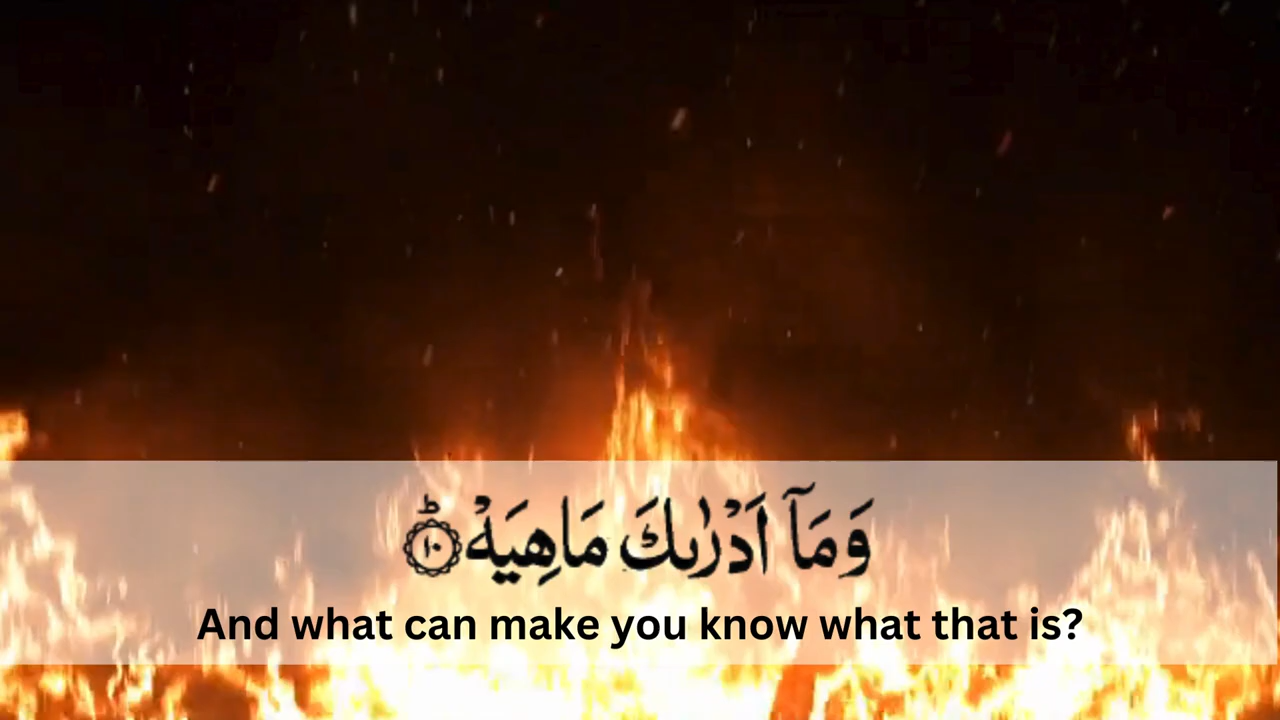 وَمَآ اَدْرٰىكَ مَاهِيَهْ ؕ ۝١٠
And what can make you know what that is?